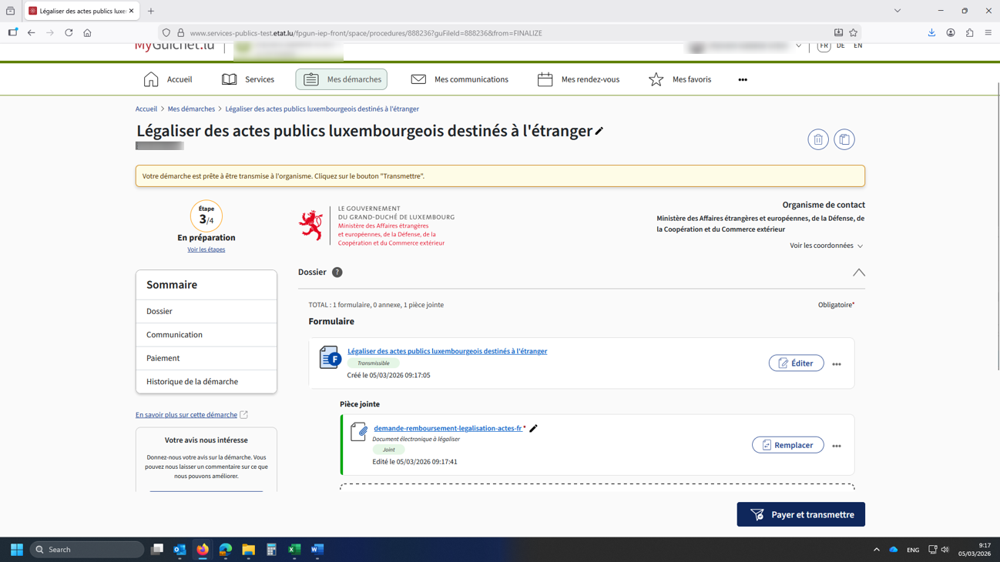 Légaliser des actes publics luxe
www.services-publics-test.etat.lu/fpgun-iep-front/space/procedures/888236?guFileId=888236&from=FINALIZE
MyGuichet.lu
FR DE EN
Accueil
Services
Mes démarches
Mes communications
Mes rendez-vous
Mes favoris
Accueil > Mes démarches > Légaliser des actes publics luxembourgeois destinés à l'étranger
Légaliser des actes publics luxembourgeois destinés à l'étranger
Votre démarche est prête à être transmise à l'organisme. Cliquez sur le bouton "Transmettre".
Étape
3/4
En préparation
Voir les étapes
LE GOUVERNEMENT
DU GRAND-DUCHÉ DE LUXEMBOURG
Ministère des Affaires étrangères
et européennes, de la Défense, de la
Coopération et du Commerce extérieur
Organisme de contact
Ministère des Affaires étrangères et européennes, de la Défense, de
la Coopération et du Commerce extérieur
Voir les coordonnées
Sommaire
Dossier
Communication
Paiement
Historique de la démarche
En savoir plus sur cette démarche
Votre avis nous intéresse
Donnez-nous votre avis sur la démarche. Vous
pouvez nous laisser un commentaire sur ce que
nous pouvons améliorer.
Dossier ?
TOTAL : 1 formulaire, 0 annexe, 1 pièce jointe
Obligatoire*
Formulaire
F
Légaliser des actes publics luxembourgeois destinés à l'étranger
Transmissible
Créé le 05/03/2026 09:17:05
Éditer
Pièce jointe
demande-remboursement-legalisation-actes-fr *
Document électronique à légaliser
Joint
Edité le 05/03/2026 09:17:41
Remplacer
Payer et transmettre
Search
ENG
9:17
05/03/2026